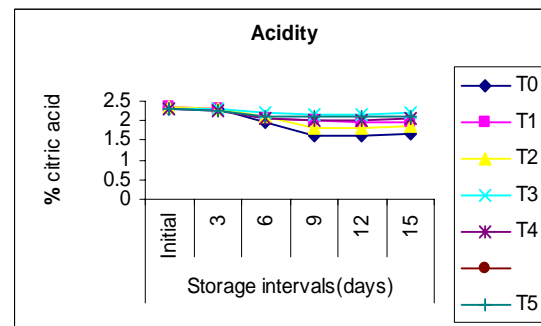 Acidity
% citric acid
2.5
2
1.5
1
0.5
0
Initial
3
6
9
12
15
Storage intervals(days)
T0
T1
T2
T3
T4
T5